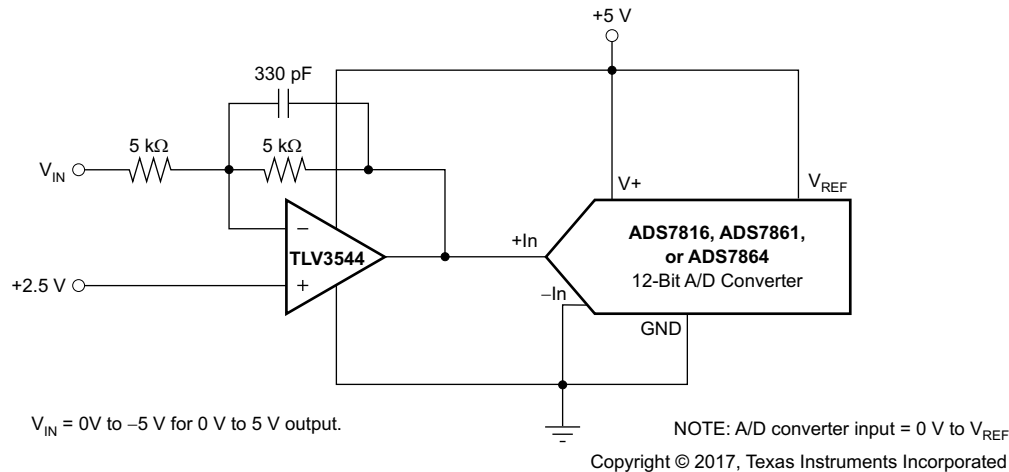 +5 V
330 pF
5 kΩ
5 kΩ
V_IN
V+
V_REF
−
TLV3544
+
+2.5 V
+In
−In
ADS7816, ADS7861,
or ADS7864
12-Bit A/D Converter
GND
V_IN = 0V to −5 V for 0 V to 5 V output.
NOTE: A/D converter input = 0 V to V_REF
Copyright © 2017, Texas Instruments Incorporated